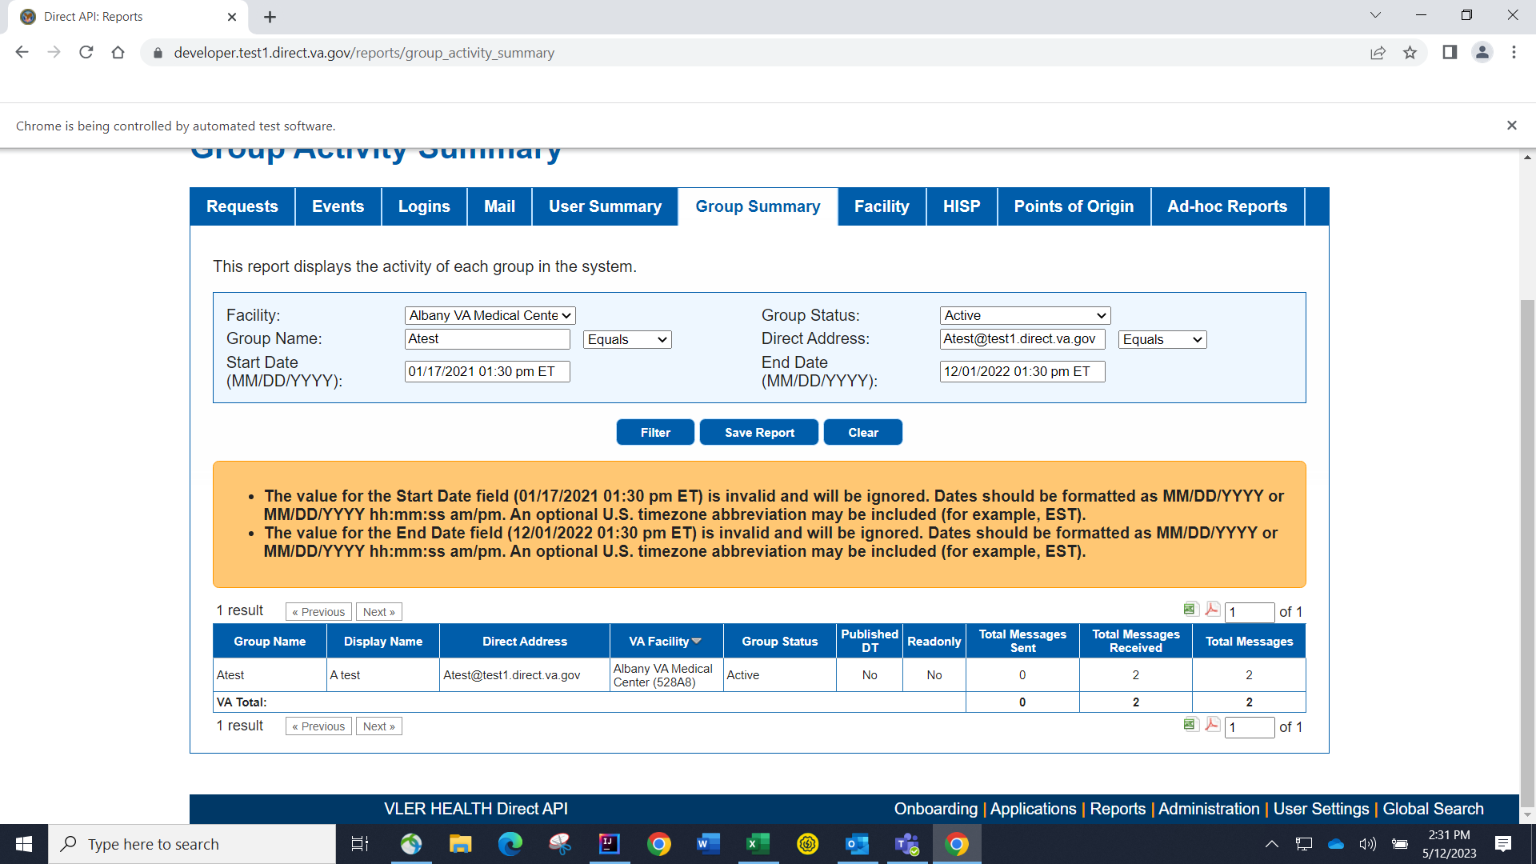 Direct API: Reports
developer.test1.direct.va.gov/reports/group_activity_summary
Chrome is being controlled by automated test software.
Group Activity Summary
Requests Events Logins Mail User Summary Group Summary Facility HISP Points of Origin Ad-hoc Reports
This report displays the activity of each group in the system.
Facility: Albany VA Medical Cente Group Status: Active
Group Name: Atest Equals Direct Address: Atest@test1.direct.va.gov Equals
Start Date (MM/DD/YYYY): 01/17/2021 01:30 pm ET End Date (MM/DD/YYYY): 12/01/2022 01:30 pm ET
Filter Save Report Clear
• The value for the Start Date field (01/17/2021 01:30 pm ET) is invalid and will be ignored. Dates should be formatted as MM/DD/YYYY or
MM/DD/YYYY hh:mm:ss am/pm. An optional U.S. timezone abbreviation may be included (for example, EST).
• The value for the End Date field (12/01/2022 01:30 pm ET) is invalid and will be ignored. Dates should be formatted as MM/DD/YYYY or
MM/DD/YYYY hh:mm:ss am/pm. An optional U.S. timezone abbreviation may be included (for example, EST).
1 result « Previous Next » 1 of 1
Group Name Display Name Direct Address VA Facility Group Status Published DT Readonly Total Messages Sent Total Messages Received Total Messages
Atest A test Atest@test1.direct.va.gov Albany VA Medical Center (528A8) Active No No 0 2 2
VA Total: 0 2 2
1 result « Previous Next » 1 of 1
VLER HEALTH Direct API Onboarding | Applications | Reports | Administration | User Settings | Global Search
Type here to search
2:31 PM
5/12/2023